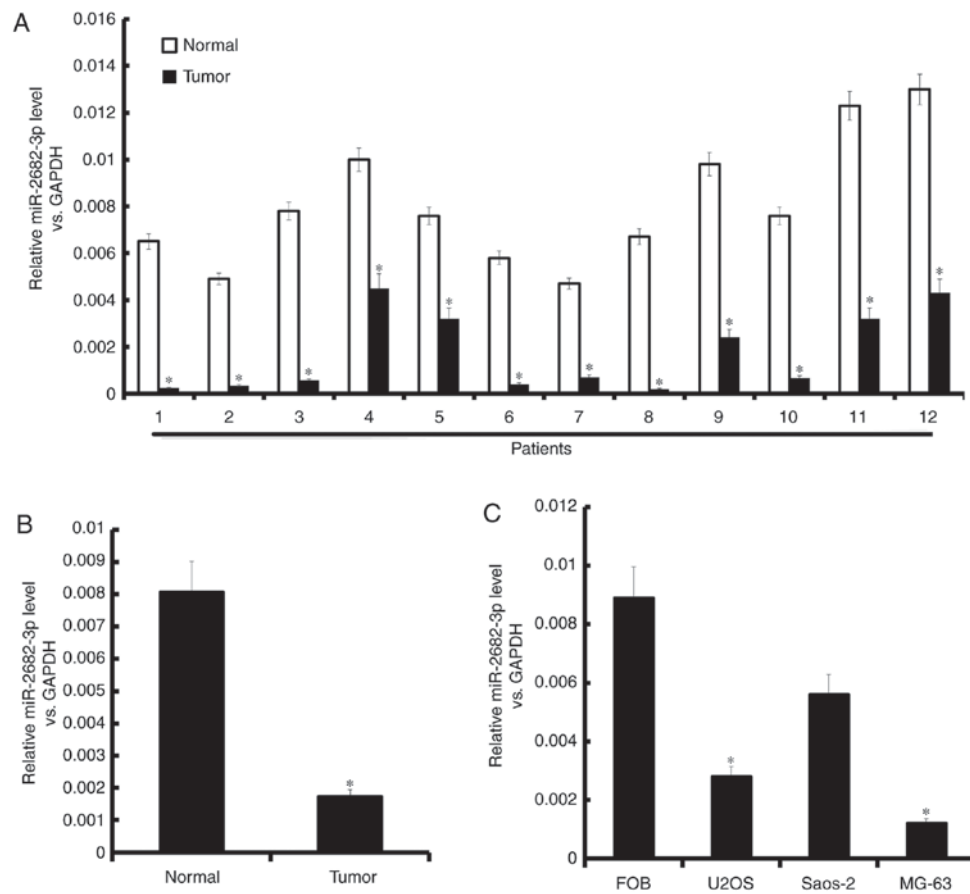 A
Relative miR-2682-3p level
vs. GAPDH
0.016
0.014
0.012
0.01
0.008
0.006
0.004
0.002
0
Normal
Tumor
*
*
*
*
*
*
*
*
*
*
*
*
1 2 3 4 5 6 7 8 9 10 11 12
Patients
B
Relative miR-2682-3p level
vs. GAPDH
0.01
0.009
0.008
0.007
0.006
0.005
0.004
0.003
0.002
0.001
0
*
Normal Tumor
C
Relative miR-2682-3p level
vs. GAPDH
0.012
0.01
0.008
0.006
0.004
0.002
0
*
*
FOB U2OS Saos-2 MG-63